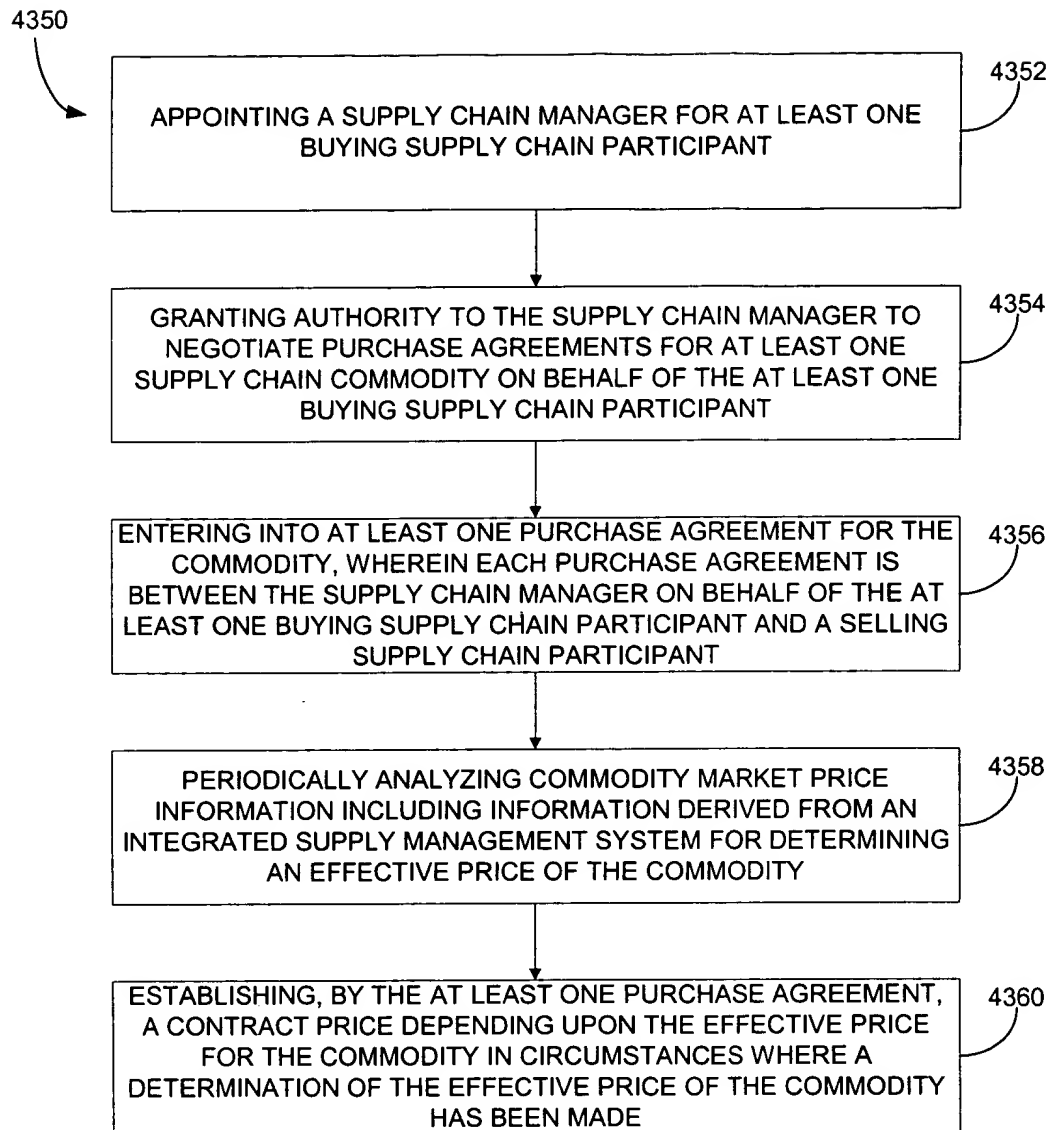 4350
4352
APPOINTING A SUPPLY CHAIN MANAGER FOR AT LEAST ONE
BUYING SUPPLY CHAIN PARTICIPANT
4354
GRANTING AUTHORITY TO THE SUPPLY CHAIN MANAGER TO
NEGOTIATE PURCHASE AGREEMENTS FOR AT LEAST ONE
SUPPLY CHAIN COMMODITY ON BEHALF OF THE AT LEAST ONE
BUYING SUPPLY CHAIN PARTICIPANT
4356
ENTERING INTO AT LEAST ONE PURCHASE AGREEMENT FOR THE
COMMODITY, WHEREIN EACH PURCHASE AGREEMENT IS
BETWEEN THE SUPPLY CHAIN MANAGER ON BEHALF OF THE AT
LEAST ONE BUYING SUPPLY CHAIN PARTICIPANT AND A SELLING
SUPPLY CHAIN PARTICIPANT
4358
PERIODICALLY ANALYZING COMMODITY MARKET PRICE
INFORMATION INCLUDING INFORMATION DERIVED FROM AN
INTEGRATED SUPPLY MANAGEMENT SYSTEM FOR DETERMINING
AN EFFECTIVE PRICE OF THE COMMODITY
4360
ESTABLISHING, BY THE AT LEAST ONE PURCHASE AGREEMENT,
A CONTRACT PRICE DEPENDING UPON THE EFFECTIVE PRICE
FOR THE COMMODITY IN CIRCUMSTANCES WHERE A
DETERMINATION OF THE EFFECTIVE PRICE OF THE COMMODITY
HAS BEEN MADE